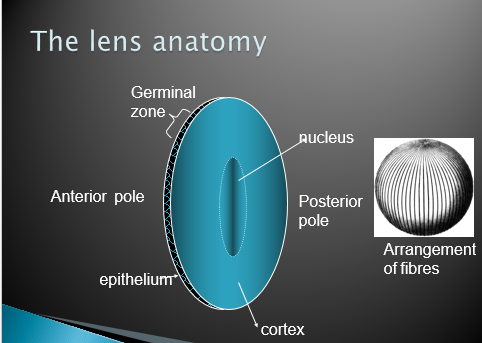 The lens anatomy
Germinal
zone
nucleus
Anterior pole
Posterior
pole
Arrangement
of fibres
epithelium
cortex